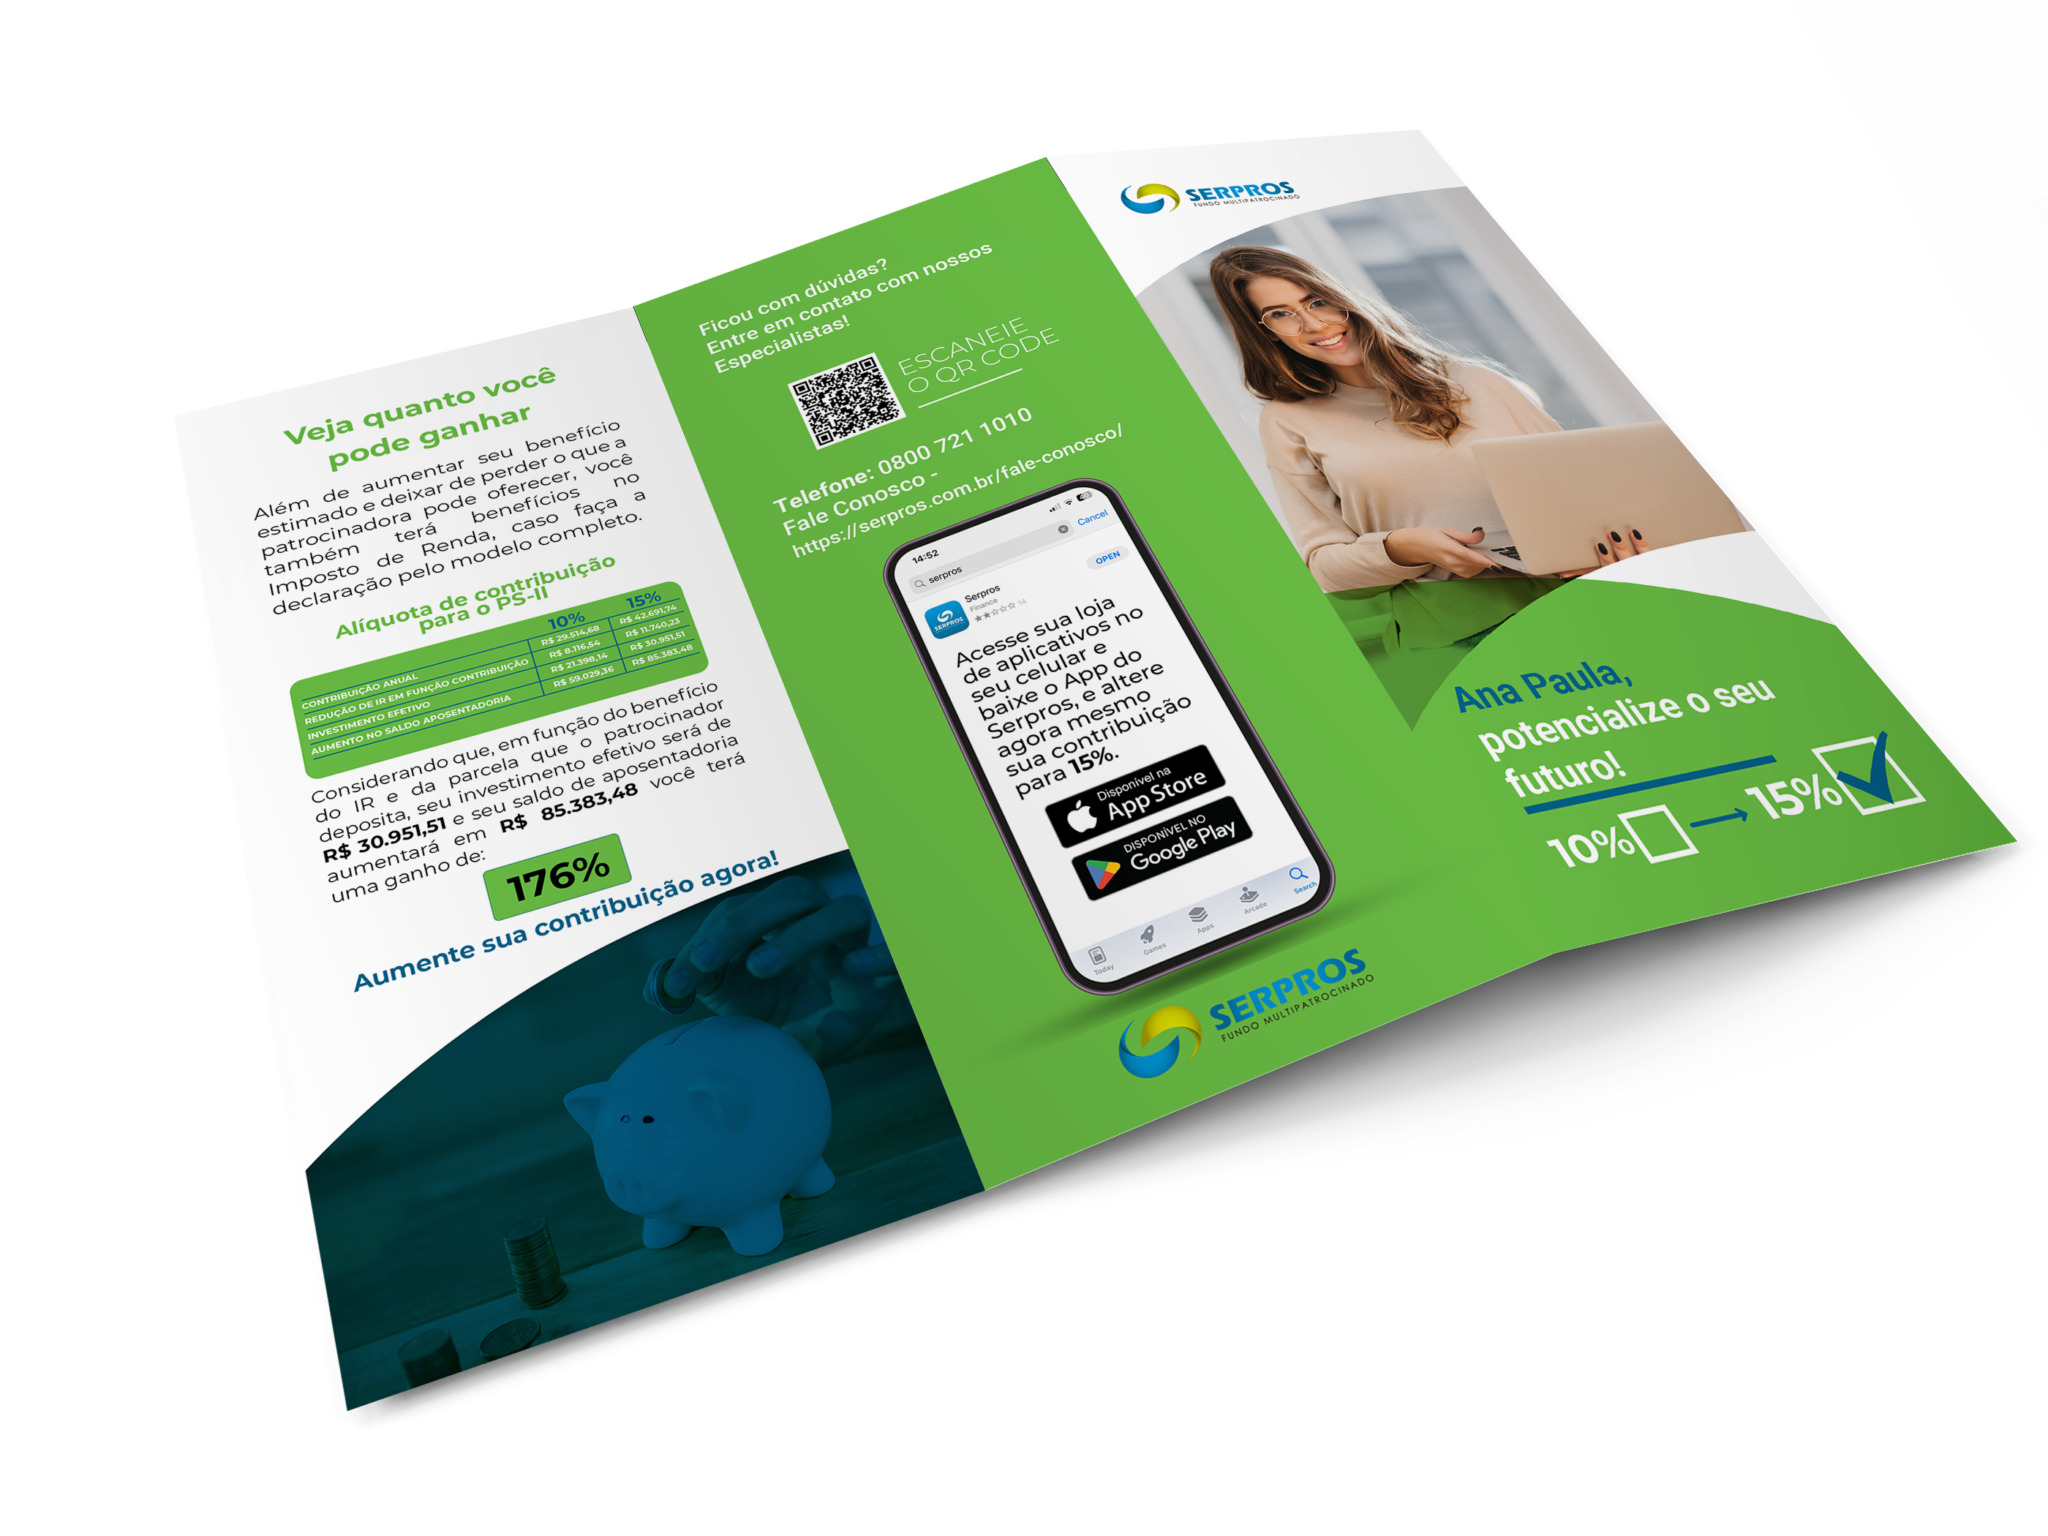 Veja quanto você
pode ganhar
Além de aumentar seu benefício
estimado e deixar de perder o que a
patrocinadora pode oferecer, você
também terá benefícios no
Imposto de Renda, caso faça a
declaração pelo modelo completo.
Alíquota de contribuição
para o PS-II
10% 15%
CONTRIBUIÇÃO ANUAL R$ 29.514,68 R$ 42.691,74
REDUÇÃO DE IR EM FUNÇÃO CONTRIBUIÇÃO R$ 8.116,54 R$ 11.740,23
INVESTIMENTO EFETIVO R$ 21.398,14 R$ 30.951,51
AUMENTO NO SALDO APOSENTADORIA R$ 59.029,36 R$ 85.383,48
Considerando que, em função do benefício
do IR e da parcela que o patrocinador
deposita, seu investimento efetivo será de
R$ 30.951,51 e seu saldo de aposentadoria
aumentará em R$ 85.383,48 você terá
uma ganho de:
176%
Aumente sua contribuição agora!
Ficou com dúvidas?
Entre em contato com nossos
Especialistas!
ESCANEIE
O QR CODE
Telefone: 0800 721 1010
Fale Conosco -
https://serpros.com.br/fale-conosco/
14:52
serpros
Cancel
SERPROS
Serpros
Finance
OPEN
Acesse sua loja
de aplicativos no
seu celular e
baixe o App do
Serpros, e altere
agora mesmo
sua contribuição
para 15%.
Disponível na
App Store
DISPONÍVEL NO
Google Play
Today
Games
Apps
Arcade
Search
SERPROS
FUNDO MULTIPATROCINADO
SERPROS
FUNDO MULTIPATROCINADO
Ana Paula,
potencialize o seu
futuro!
10% 15%